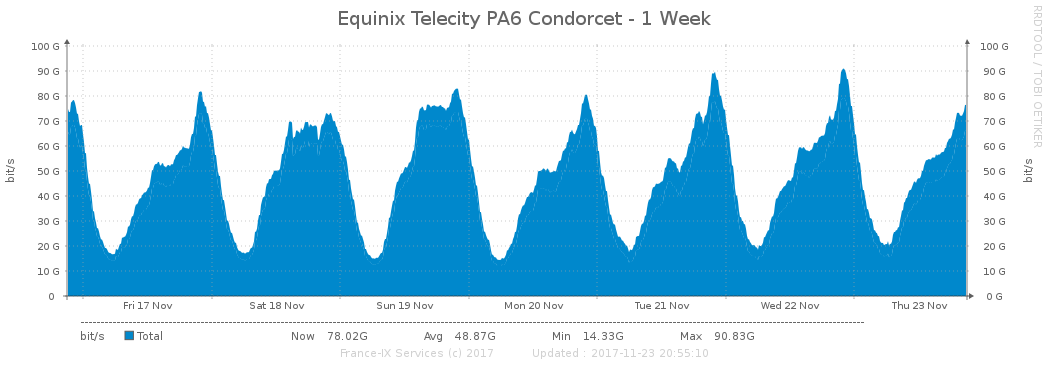 Equinix Telecity PA6 Condorcet - 1 Week
RRDTOOL / TOBI OETIKER
bit/s
100 G
90 G
80 G
70 G
60 G
50 G
40 G
30 G
20 G
10 G
0
100 G
90 G
80 G
70 G
60 G
50 G
40 G
30 G
20 G
10 G
0 G
bit/s
Fri 17 Nov Sat 18 Nov Sun 19 Nov Mon 20 Nov Tue 21 Nov Wed 22 Nov Thu 23 Nov
bit/s Total Now 78.02G Avg 48.87G Min 14.33G Max 90.83G
France-IX Services (c) 2017 Updated : 2017-11-23 20:55:10